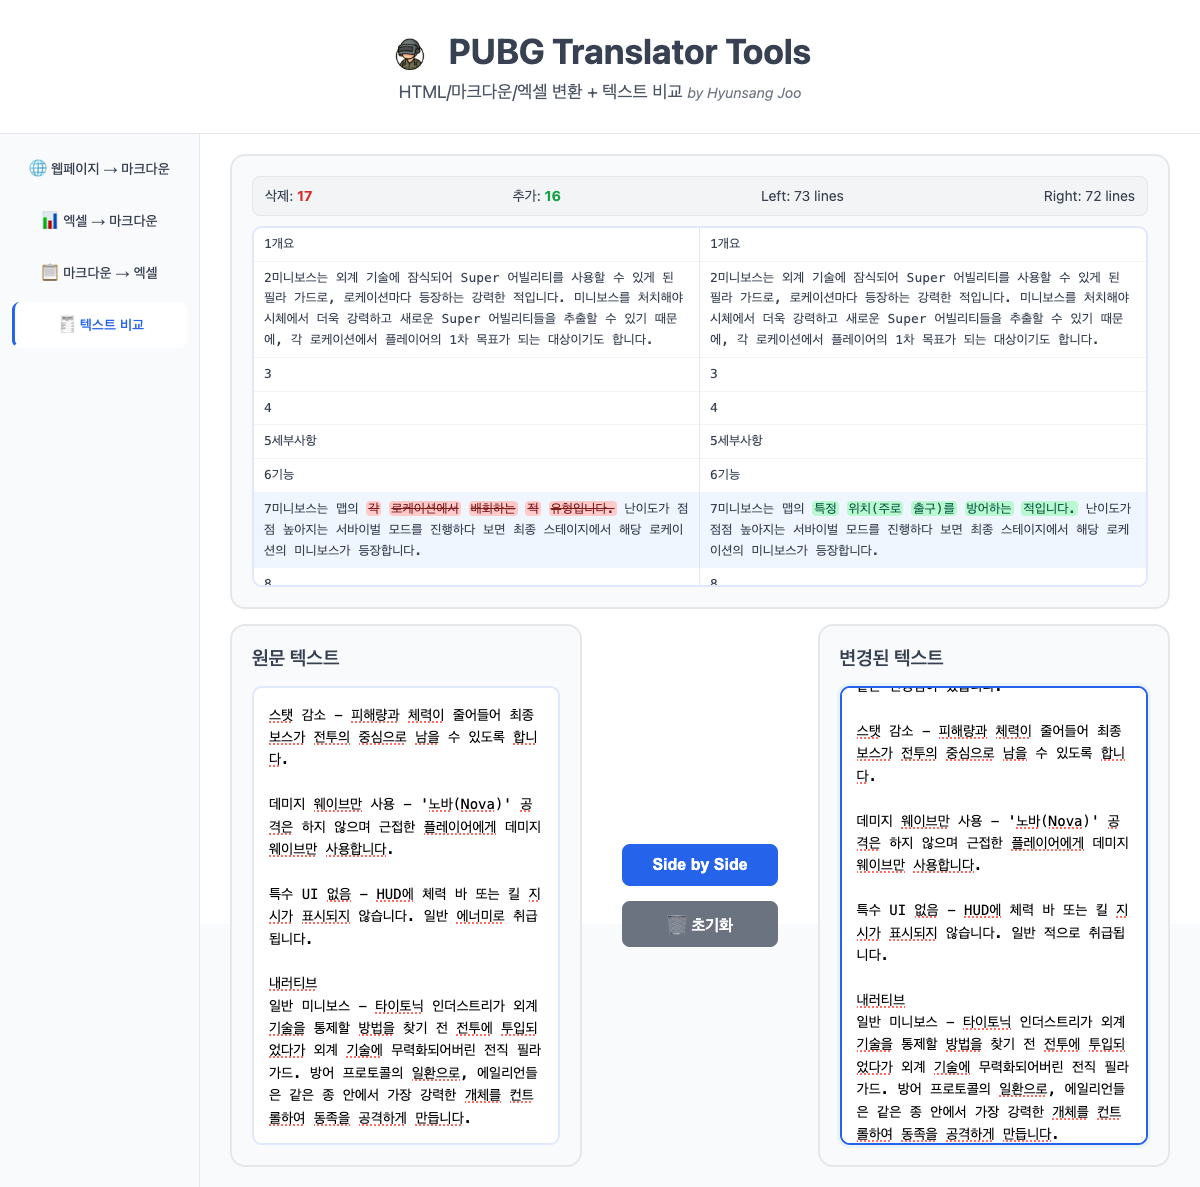 PUBG Translator Tools
HTML/마크다운/엑셀 변환 + 텍스트 비교 by Hyunsang Joo
웹페이지 → 마크다운
엑셀 → 마크다운
마크다운 → 엑셀
텍스트 비교
삭제: 17 추가: 16 Left: 73 lines Right: 72 lines
1개요
2미니보스는 외계 기술에 잠식되어 Super 어빌리티를 사용할 수 있게 된
필라 가드로, 로케이션마다 등장하는 강력한 적입니다. 미니보스를 처치해야
시체에서 더욱 강력하고 새로운 Super 어빌리티들을 추출할 수 있기 때문
에, 각 로케이션에서 플레이어의 1차 목표가 되는 대상이기도 합니다.
3
4
5세부사항
6기능
7미니보스는 맵의 각 로케이션에서 배회하는 적 유형입니다. 난이도가 점
점 높아지는 서바이벌 모드를 진행하다 보면 최종 스테이지에서 해당 로케이
션의 미니보스가 등장합니다.
8
1개요
2미니보스는 외계 기술에 잠식되어 Super 어빌리티를 사용할 수 있게 된
필라 가드로, 로케이션마다 등장하는 강력한 적입니다. 미니보스를 처치해야
시체에서 더욱 강력하고 새로운 Super 어빌리티들을 추출할 수 있기 때문
에, 각 로케이션에서 플레이어의 1차 목표가 되는 대상이기도 합니다.
3
4
5세부사항
6기능
7미니보스는 맵의 특정 위치(주로 출구)를 방어하는 적입니다. 난이도가
점점 높아지는 서바이벌 모드를 진행하다 보면 최종 스테이지에서 해당 로케
이션의 미니보스가 등장합니다.
8
원문 텍스트
스탯 감소 – 피해량과 체력이 줄어들어 최종
보스가 전투의 중심으로 남을 수 있도록 합니
다.
데미지 웨이브만 사용 – '노바(Nova)' 공
격은 하지 않으며 근접한 플레이어에게 데미지
웨이브만 사용합니다.
특수 UI 없음 – HUD에 체력 바 또는 킬 지
시가 표시되지 않습니다. 일반 에너미로 취급
됩니다.
내러티브
일반 미니보스 – 타이토닉 인더스트리가 외계
기술을 통제할 방법을 찾기 전 전투에 투입되
었다가 외계 기술에 무력화되어버린 전직 필라
가드. 방어 프로토콜의 일환으로, 에일리언들
은 같은 종 안에서 가장 강력한 개체를 컨트
롤하여 동족을 공격하게 만듭니다.
Side by Side
초기화
변경된 텍스트
스탯 감소 – 피해량과 체력이 줄어들어 최종
보스가 전투의 중심으로 남을 수 있도록 합니
다.
데미지 웨이브만 사용 – '노바(Nova)' 공
격은 하지 않으며 근접한 플레이어에게 데미지
웨이브만 사용합니다.
특수 UI 없음 – HUD에 체력 바 또는 킬 지
시가 표시되지 않습니다. 일반 적으로 취급됩
니다.
내러티브
일반 미니보스 – 타이토닉 인더스트리가 외계
기술을 통제할 방법을 찾기 전 전투에 투입되
었다가 외계 기술에 무력화되어버린 전직 필라
가드. 방어 프로토콜의 일환으로, 에일리언들
은 같은 종 안에서 가장 강력한 개체를 컨트
롤하여 동족을 공격하게 만듭니다.